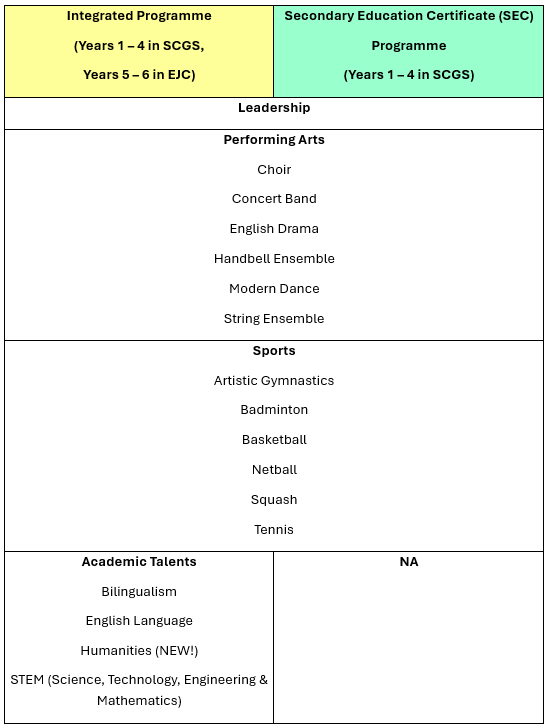 Integrated Programme
(Years 1 – 4 in SCGS,
Years 5 – 6 in EJC)
Secondary Education Certificate (SEC)
Programme
(Years 1 – 4 in SCGS)
Leadership
Performing Arts
Choir
Concert Band
English Drama
Handbell Ensemble
Modern Dance
String Ensemble
Sports
Artistic Gymnastics
Badminton
Basketball
Netball
Squash
Tennis
Academic Talents
Bilingualism
English Language
Humanities (NEW!)
STEM (Science, Technology, Engineering &
Mathematics)
NA